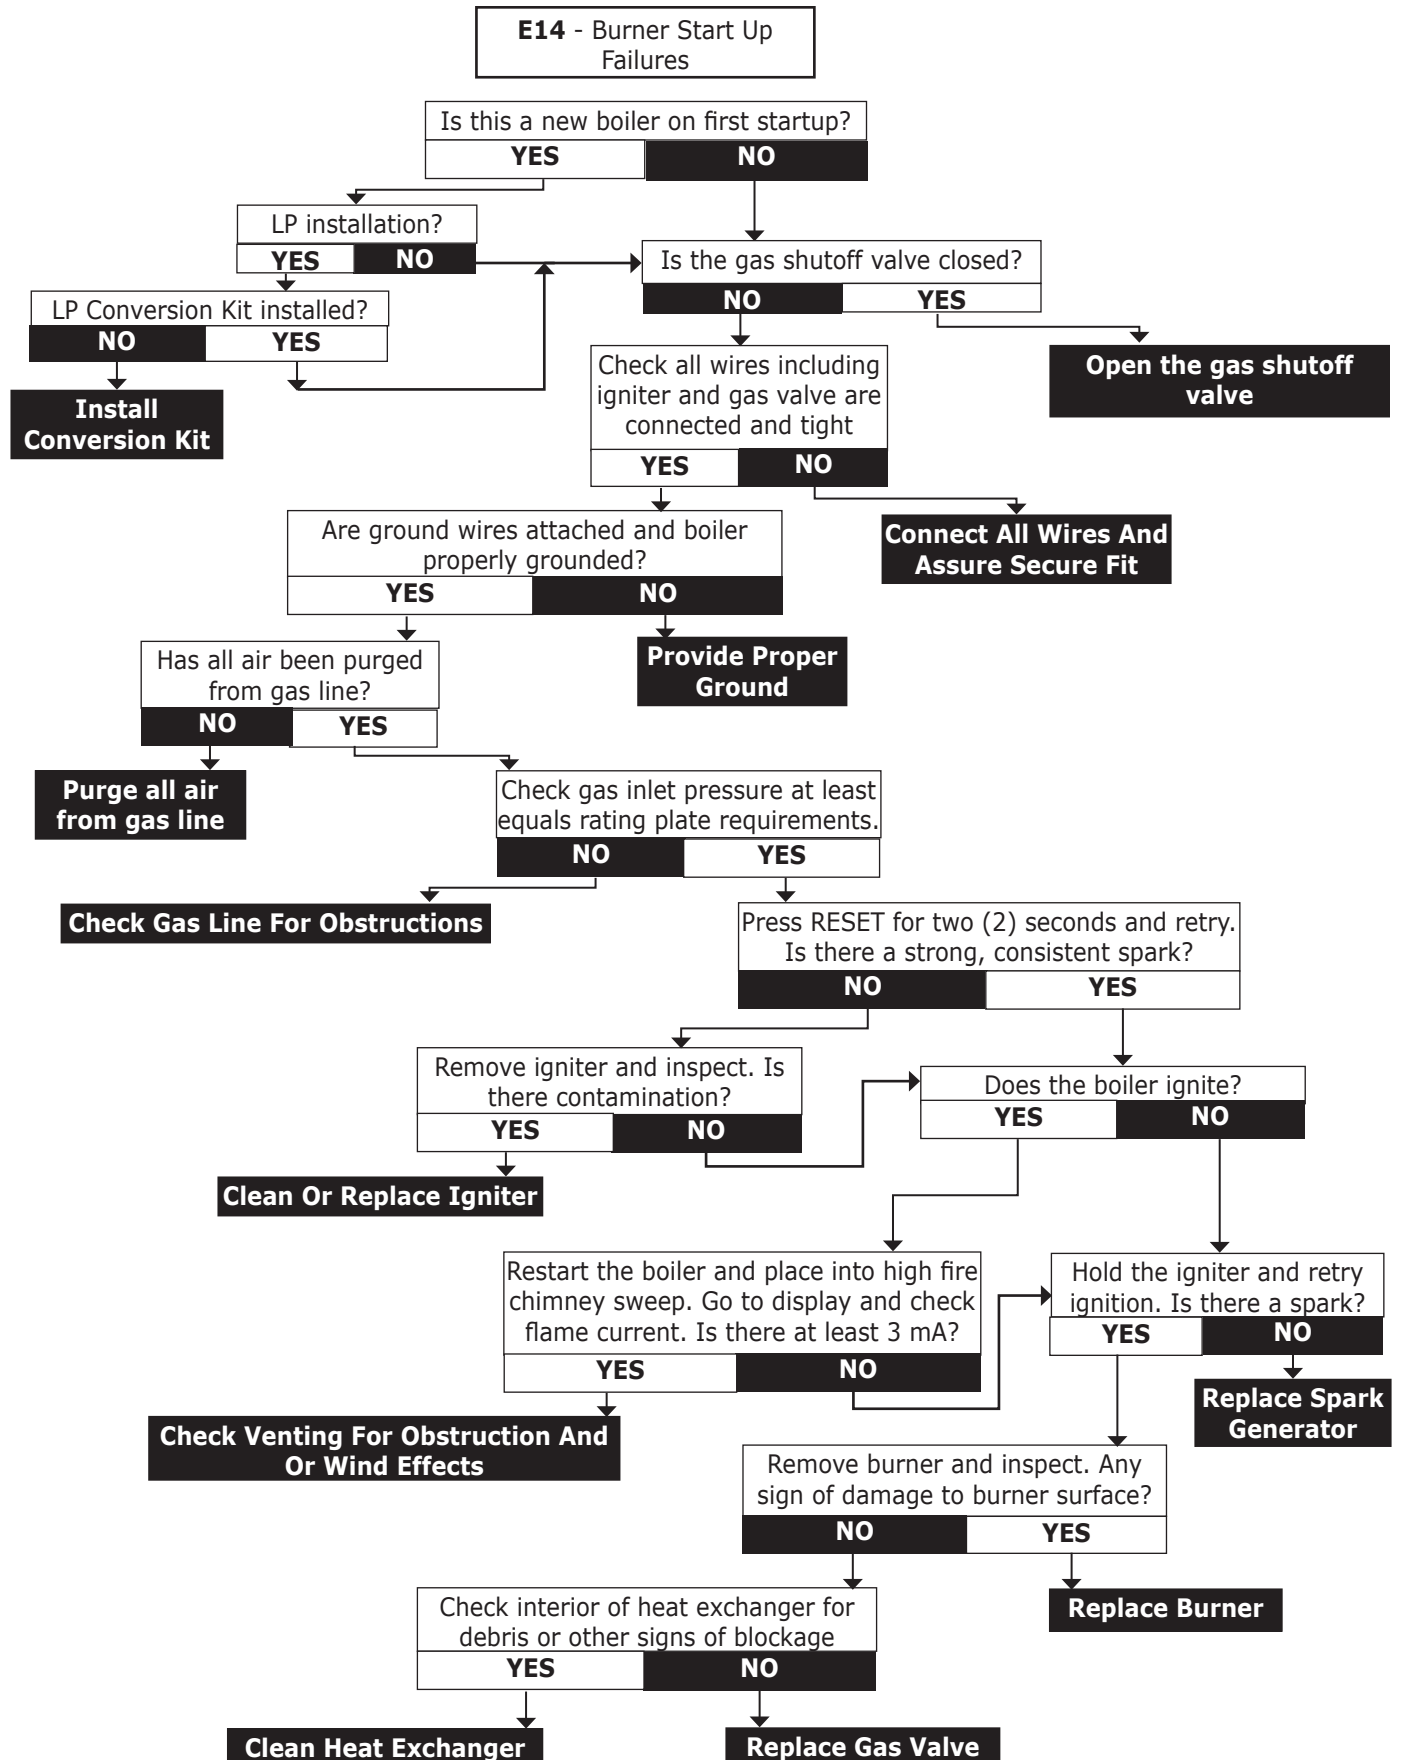 E14 - Burner Start Up
Failures
Is this a new boiler on first startup?
YES
NO
LP installation?
YES
NO
Is the gas shutoff valve closed?
NO
YES
LP Conversion Kit installed?
NO
YES
Open the gas shutoff
valve
Check all wires including
igniter and gas valve are
connected and tight
YES
NO
Install
Conversion Kit
Connect All Wires And
Assure Secure Fit
Are ground wires attached and boiler
properly grounded?
YES
NO
Provide Proper
Ground
Has all air been purged
from gas line?
NO
YES
Purge all air
from gas line
Check gas inlet pressure at least
equals rating plate requirements.
NO
YES
Check Gas Line For Obstructions
Press RESET for two (2) seconds and retry.
Is there a strong, consistent spark?
NO
YES
Remove igniter and inspect. Is
there contamination?
YES
NO
Does the boiler ignite?
YES
NO
Clean Or Replace Igniter
Restart the boiler and place into high fire
chimney sweep. Go to display and check
flame current. Is there at least 3 mA?
YES
NO
Hold the igniter and retry
ignition. Is there a spark?
YES
NO
Replace Spark
Generator
Check Venting For Obstruction And
Or Wind Effects
Remove burner and inspect. Any
sign of damage to burner surface?
NO
YES
Replace Burner
Check interior of heat exchanger for
debris or other signs of blockage
YES
NO
Clean Heat Exchanger
Replace Gas Valve